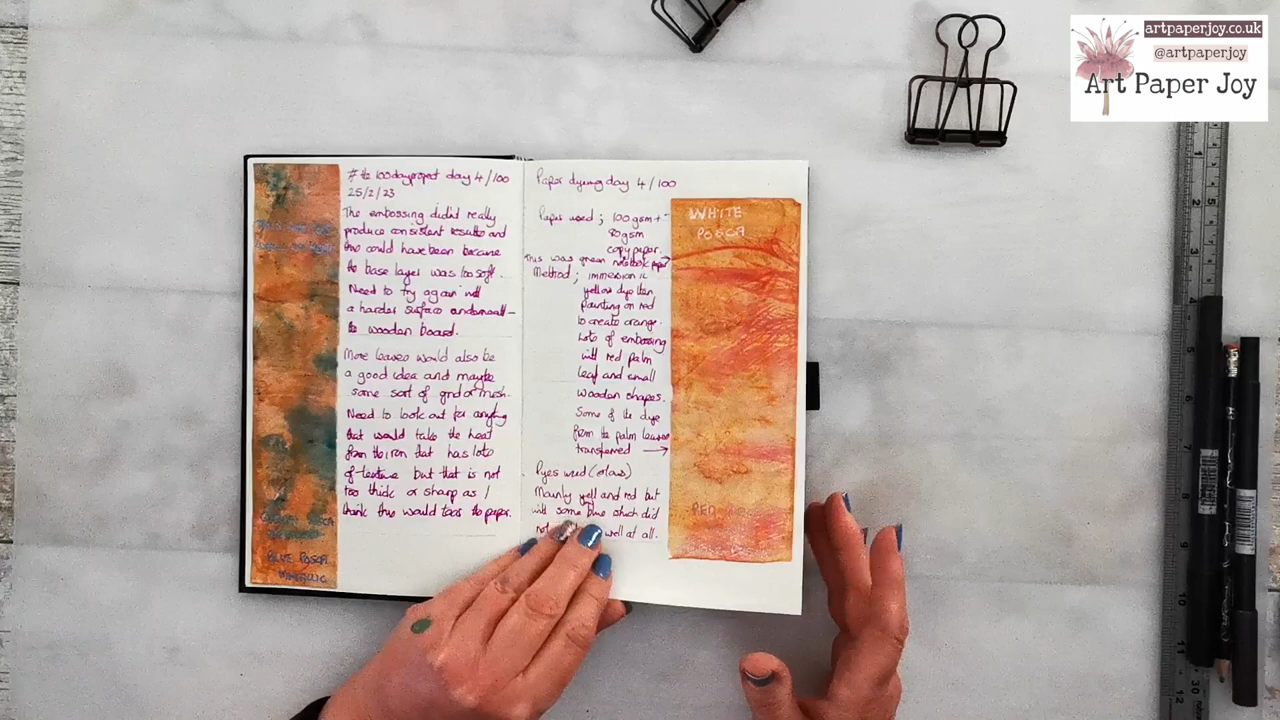 artpaperjoy.co.uk
@artpaperjoy
Art Paper Joy
# the 100dayproject day 4/100
25/2/23
The embossing didn't really
produce consistent results and
this could have been because
the base layer was too soft.
Need to try again with
a harder surface underneath -
the wooden board.
More leaves would also be
a good idea and maybe
some sort of grid or mesh.
Need to look out for anything
that would take the heat
from the iron that has lots
of texture but that is not
too thick or sharp as I
think this would tear the paper.
BLUE POSCA
METALLIC
Paper dyeing day 4/100
Paper used; 100gsm +
80gsm
copy paper.
This was green notebook paper
Method; immersion in
yellow dye then
painting on red
to create orange.
Lots of embossing
with red palm
leaf and small
wooden shapes.
Some of the dye
from the palm leaves
transferred →
Dyes used (colours)
Mainly yell and red but
with some blue which did
well at all.
WHITE
POSCA